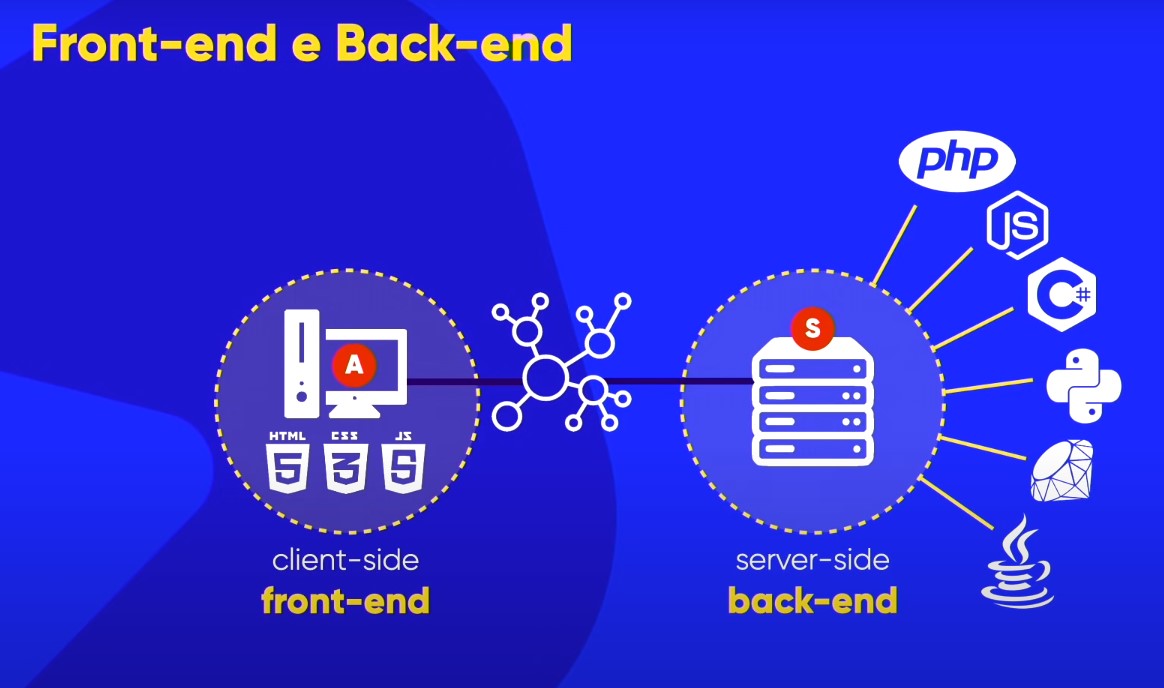 Front-end e Back-end
php
JS
C#
A
S
HTML
CSS
JS
5
3
S
client-side
server-side
front-end
back-end